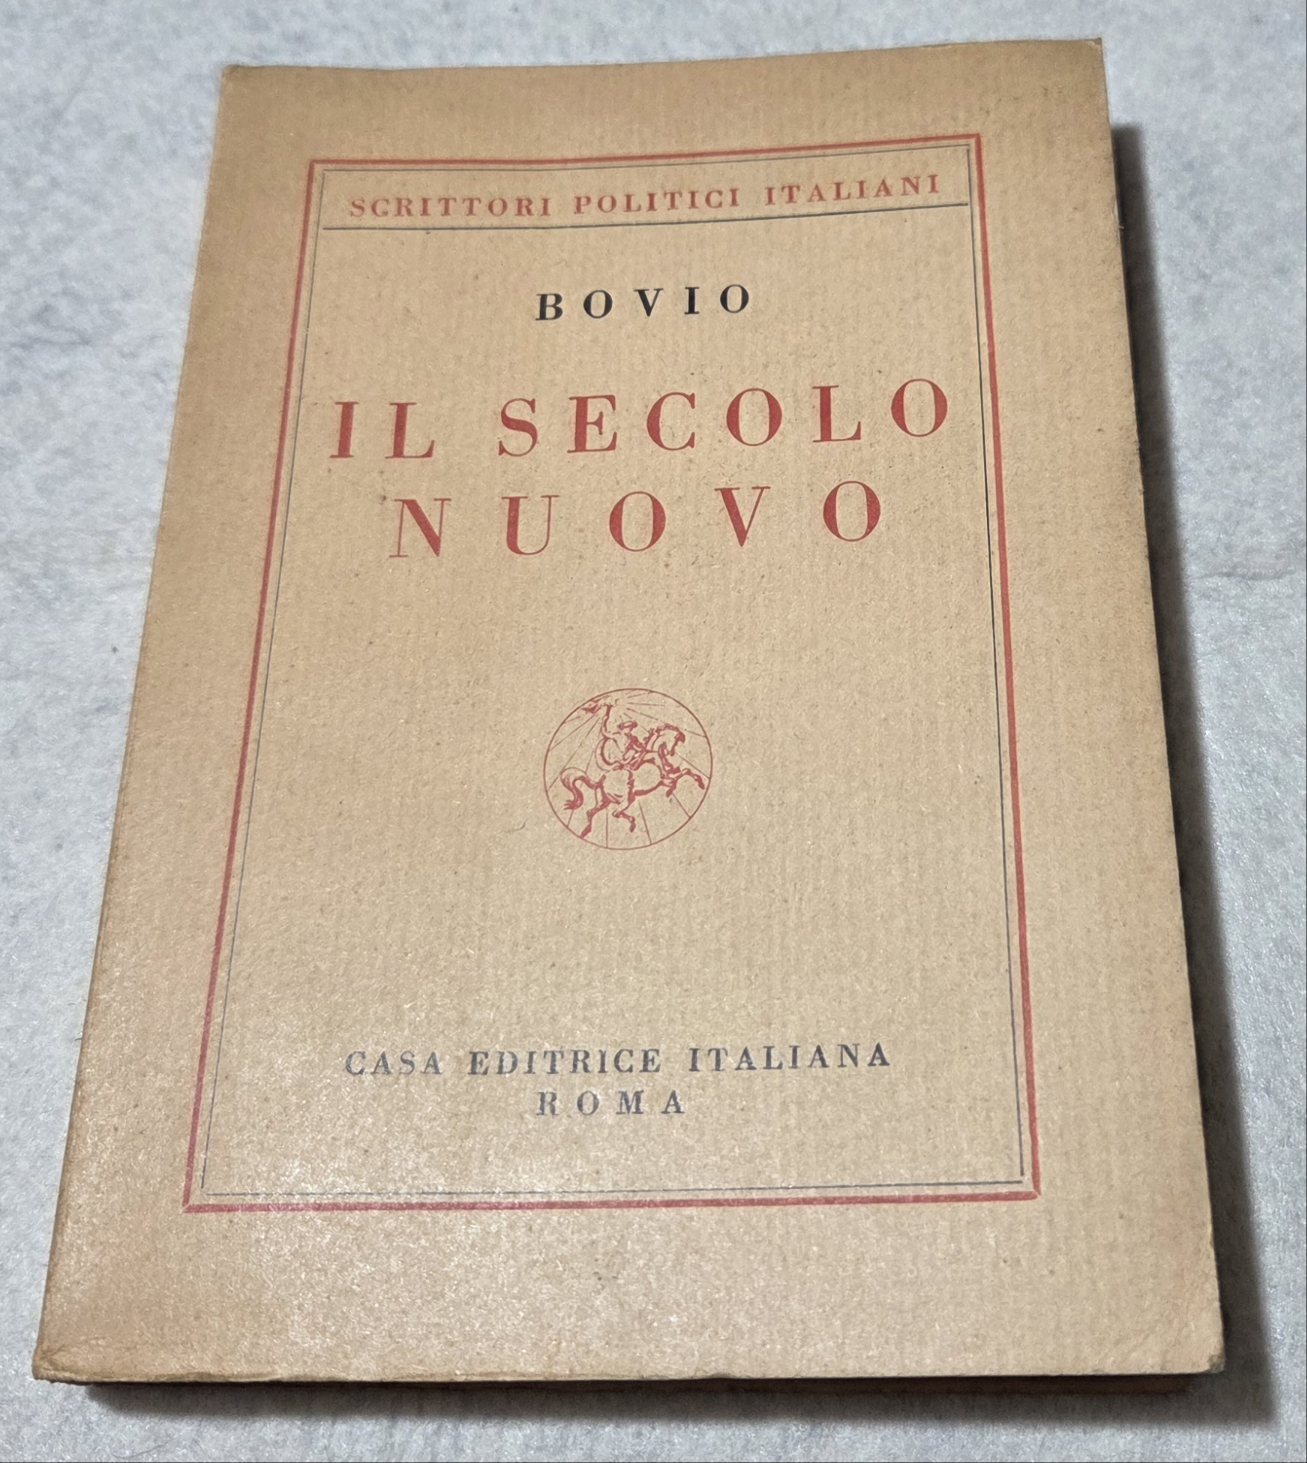 SCRITTORI POLITICI ITALIANI
BOVIO
IL SECOLO
NUOVO
CASA EDITRICE ITALIANA
ROMA